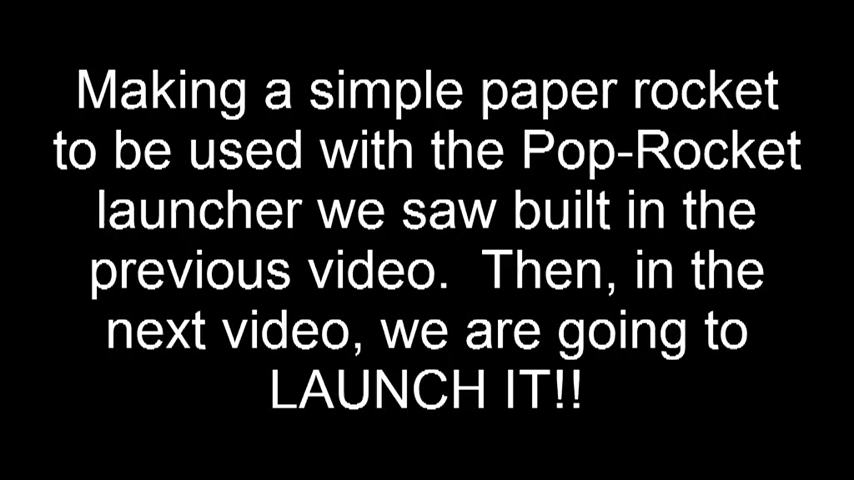 Making a simple paper rocket
to be used with the Pop-Rocket
launcher we saw built in the
previous video.  Then, in the
next video, we are going to
LAUNCH IT!!